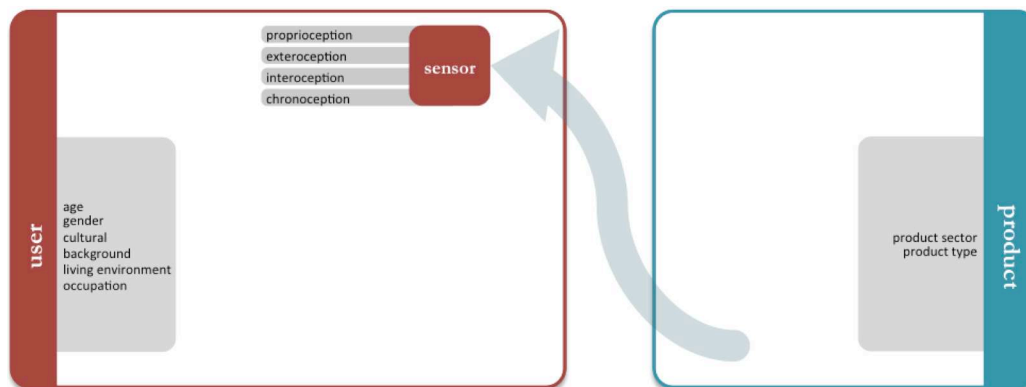 user
age
gender
cultural
background
living environment
occupation
proprioception
exteroception
interoception
chronoception
sensor
product sector
product type
product